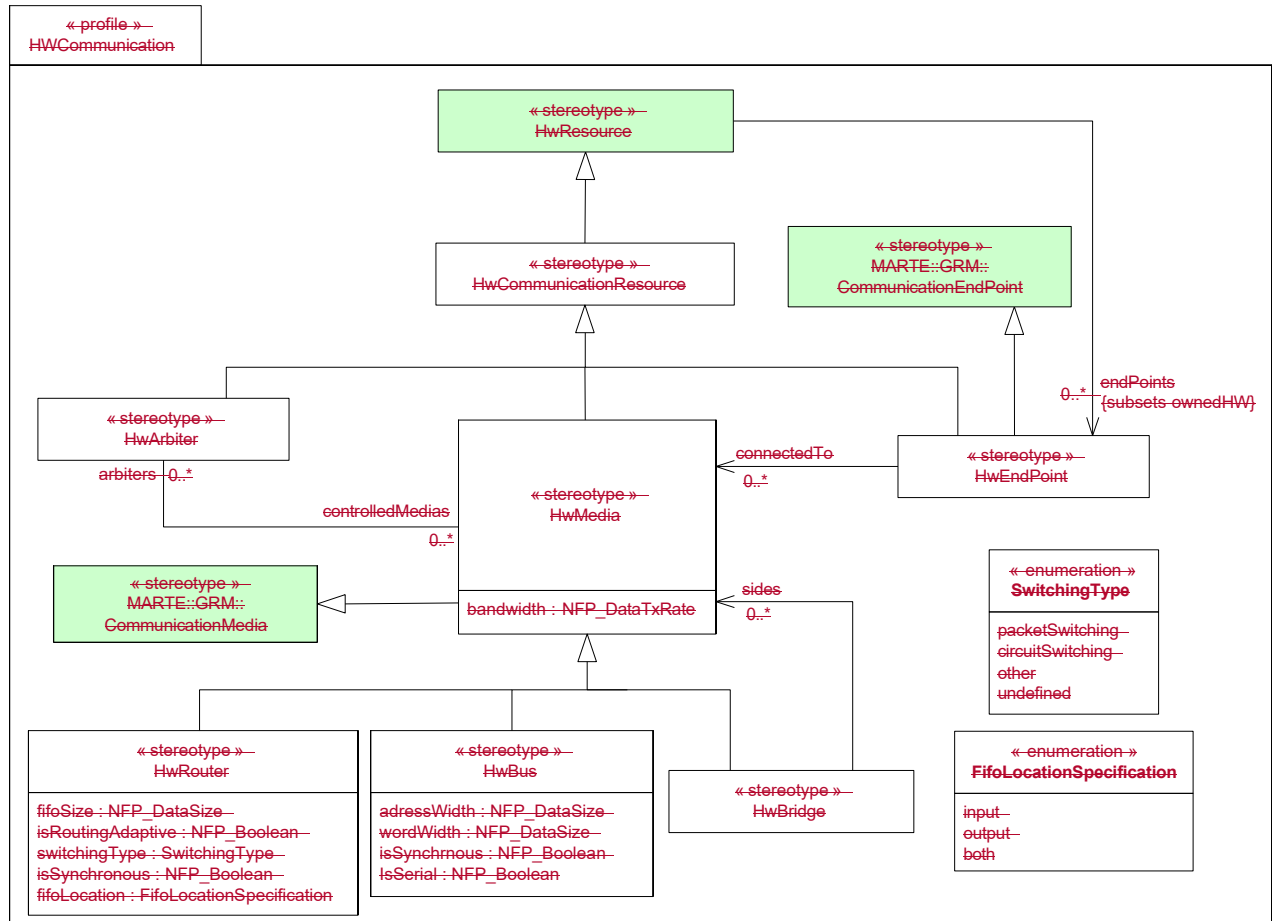 « profile »
HWCommunication
« stereotype »
HwResource
« stereotype »
MARTE::GRM::
CommunicationEndPoint
« stereotype »
HwCommunicationResource
endPoints
0..*
{subsets ownedHW}
« stereotype »
HwArbiter
arbiters 0..*
« stereotype »
HwMedia
bandwidth : NFP_DataTxRate
connectedTo
0..*
« stereotype »
HwEndPoint
controlledMedias
0..*
« stereotype »
MARTE::GRM::
CommunicationMedia
sides
0..*
« enumeration »
SwitchingType
packetSwitching
circuitSwitching
other
undefined
« stereotype »
HwRouter
fifoSize : NFP_DataSize
isRoutingAdaptive : NFP_Boolean
switchingType : SwitchingType
isSynchronous : NFP_Boolean
fifoLocation : FifoLocationSpecification
« stereotype »
HwBus
adressWidth : NFP_DataSize
wordWidth : NFP_DataSize
isSynchrnous : NFP_Boolean
IsSerial : NFP_Boolean
« stereotype »
HwBridge
« enumeration »
FifoLocationSpecification
input
output
both